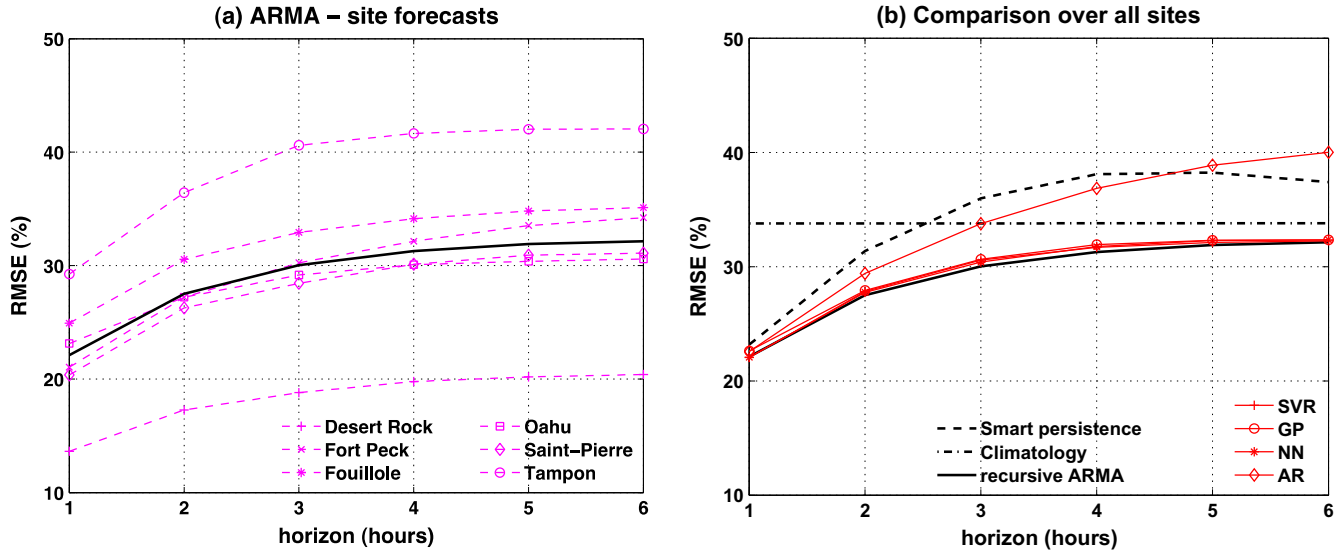 (a) ARMA – site forecasts
50
40
30
20
10
RMSE (%)
1 2 3 4 5 6
horizon (hours)
Desert Rock
Fort Peck
Fouillole
Oahu
Saint–Pierre
Tampon
(b) Comparison over all sites
50
40
30
20
10
RMSE (%)
1 2 3 4 5 6
horizon (hours)
Smart persistence
Climatology
recursive ARMA
SVR
GP
NN
AR